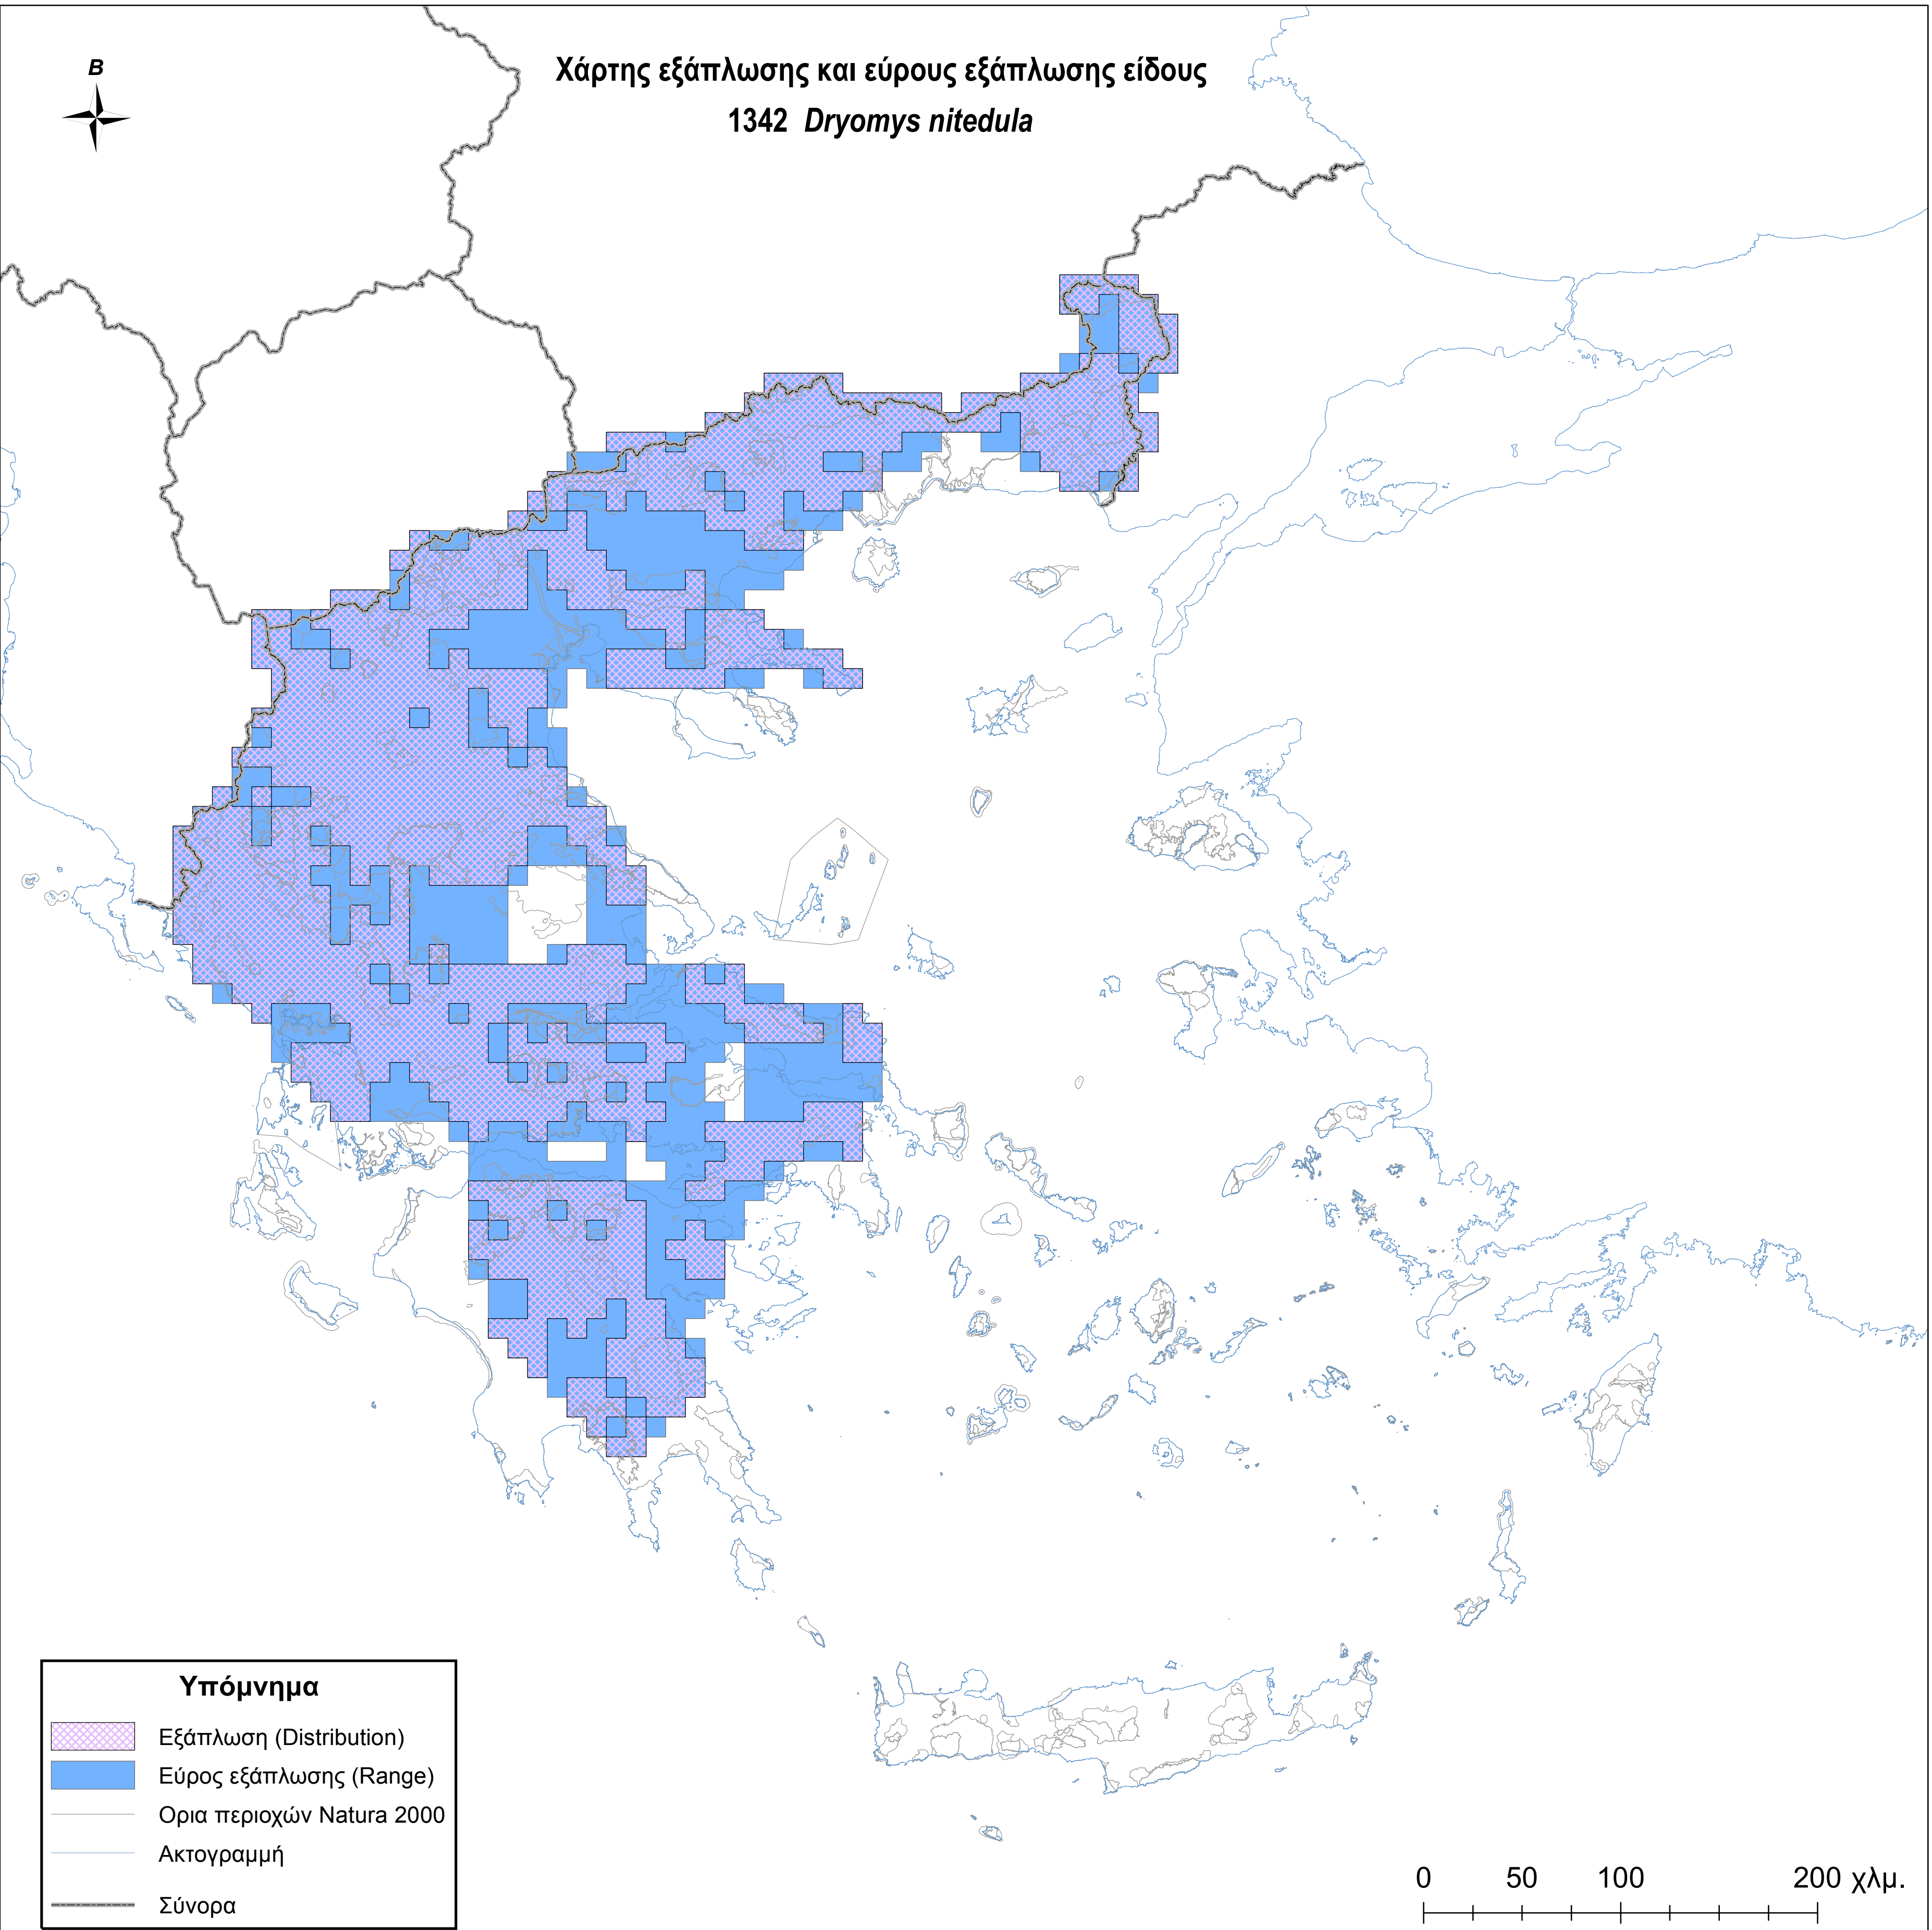 Χάρτης εξάπλωσης και εύρους εξάπλωσης είδους
1342 Dryomys nitedula
Β
Υπόμνημα
Εξάπλωση (Distribution)
Εύρος εξάπλωσης (Range)
Ορια περιοχών Natura 2000
Ακτογραμμή
Σύνορα
0 50 100 200 χλμ.